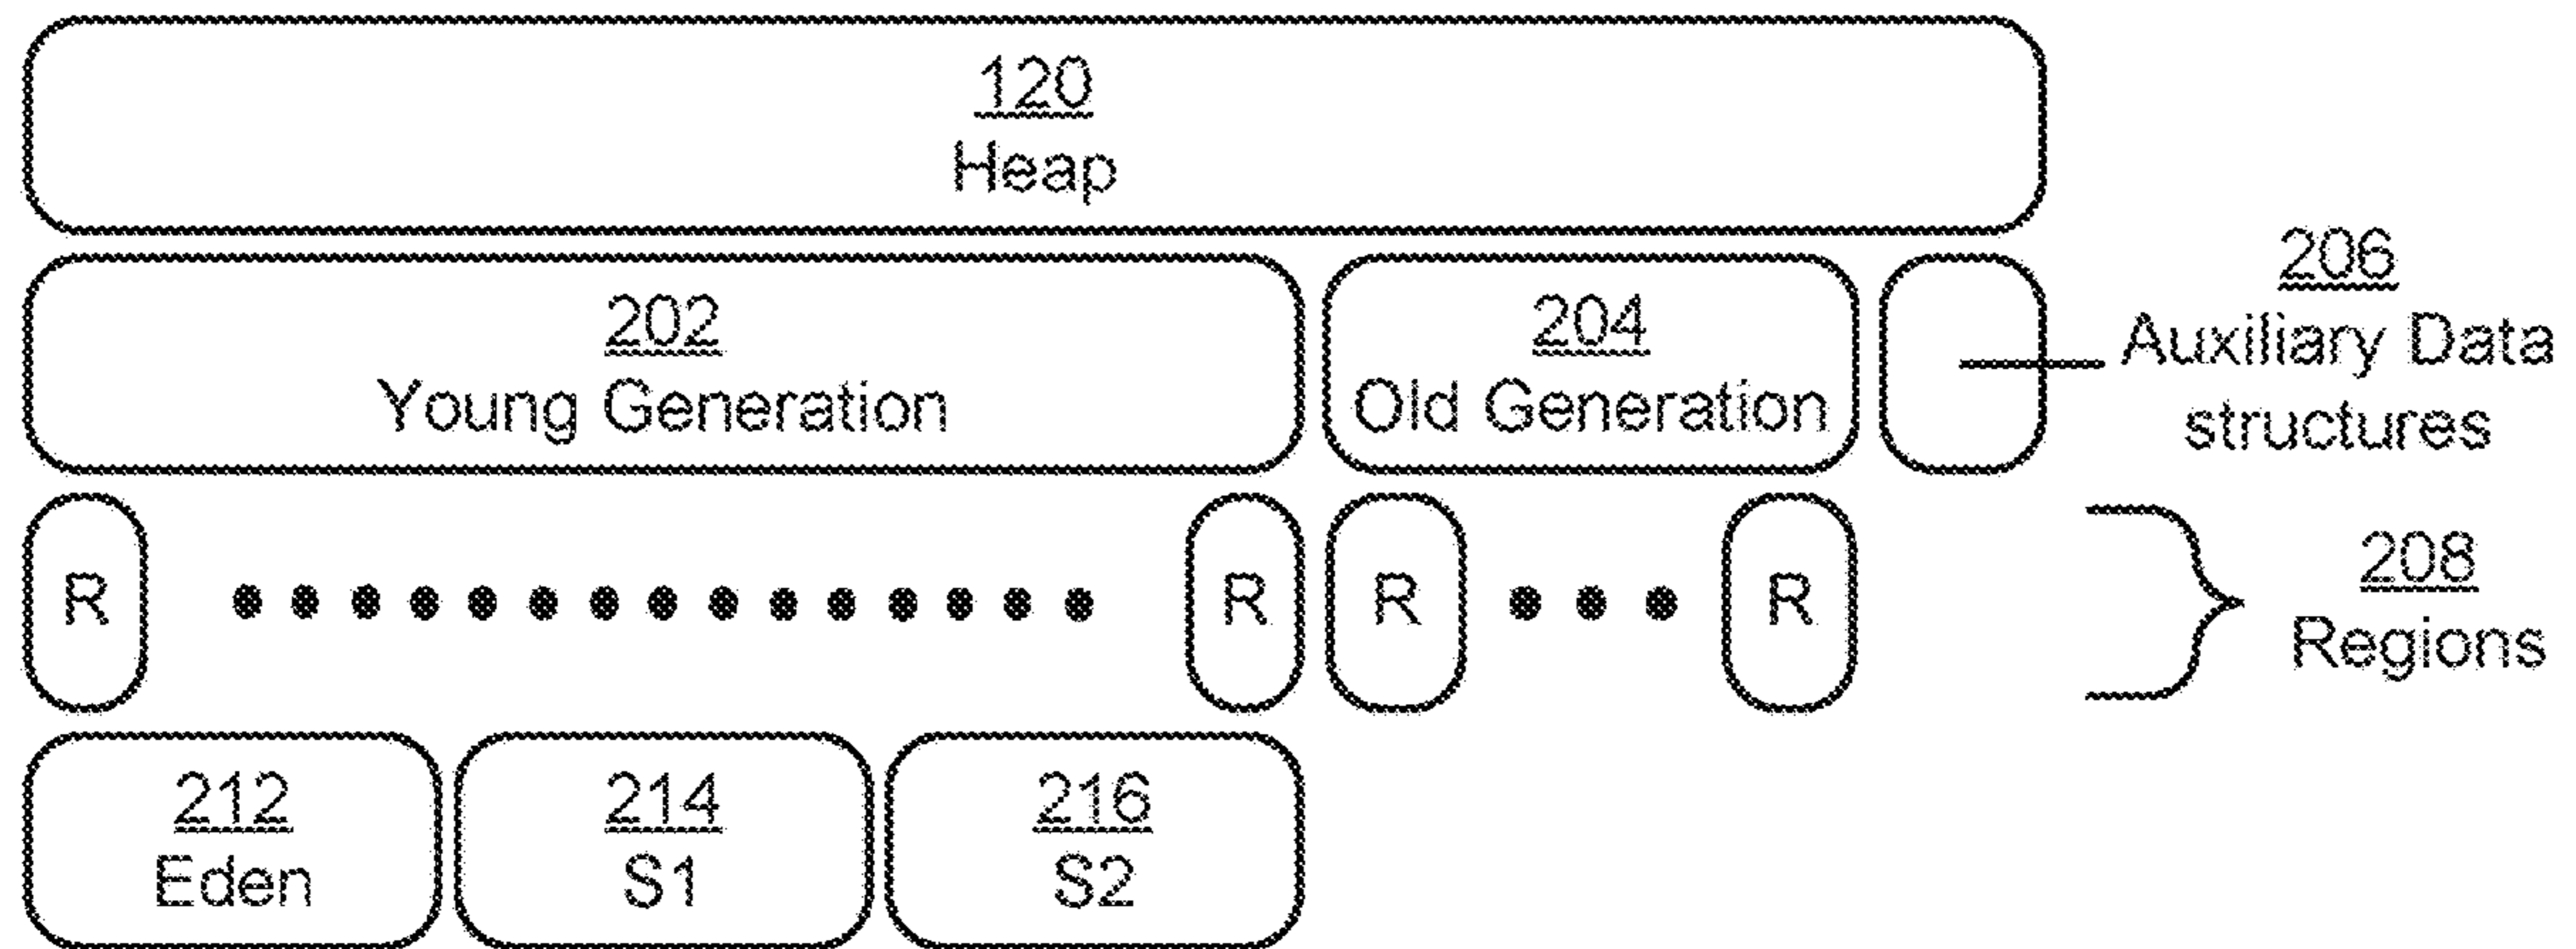 120
Heap
202
Young Generation
204
Old Generation
206
Auxiliary Data
structures
R
R
R
R
208
Regions
212
Eden
214
S1
216
S2